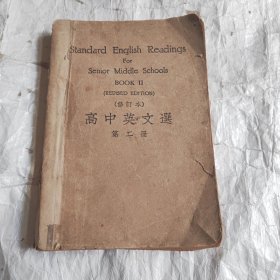 Standard English Readings
For
Senior Middle Schools
BOOK II
(REVISED EDITION)
(修訂本)
高中英文選
第二册